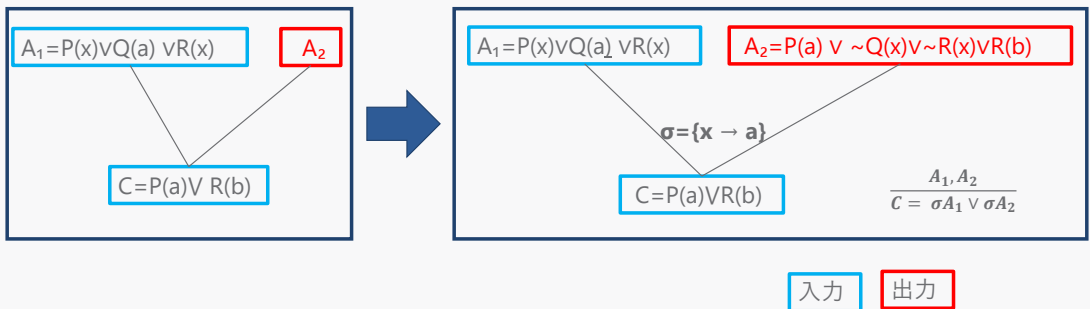 A₁=P(x)∨Q(a) ∨R(x)
A₂
C=P(a)∨ R(b)
A₁=P(x)∨Q(a) ∨R(x)
A₂=P(a) ∨ ~Q(x)∨~R(x)∨R(b)
σ={x → a}
C=P(a)∨R(b)
A₁, A₂
C = σA₁ ∨ σA₂
入力
出力